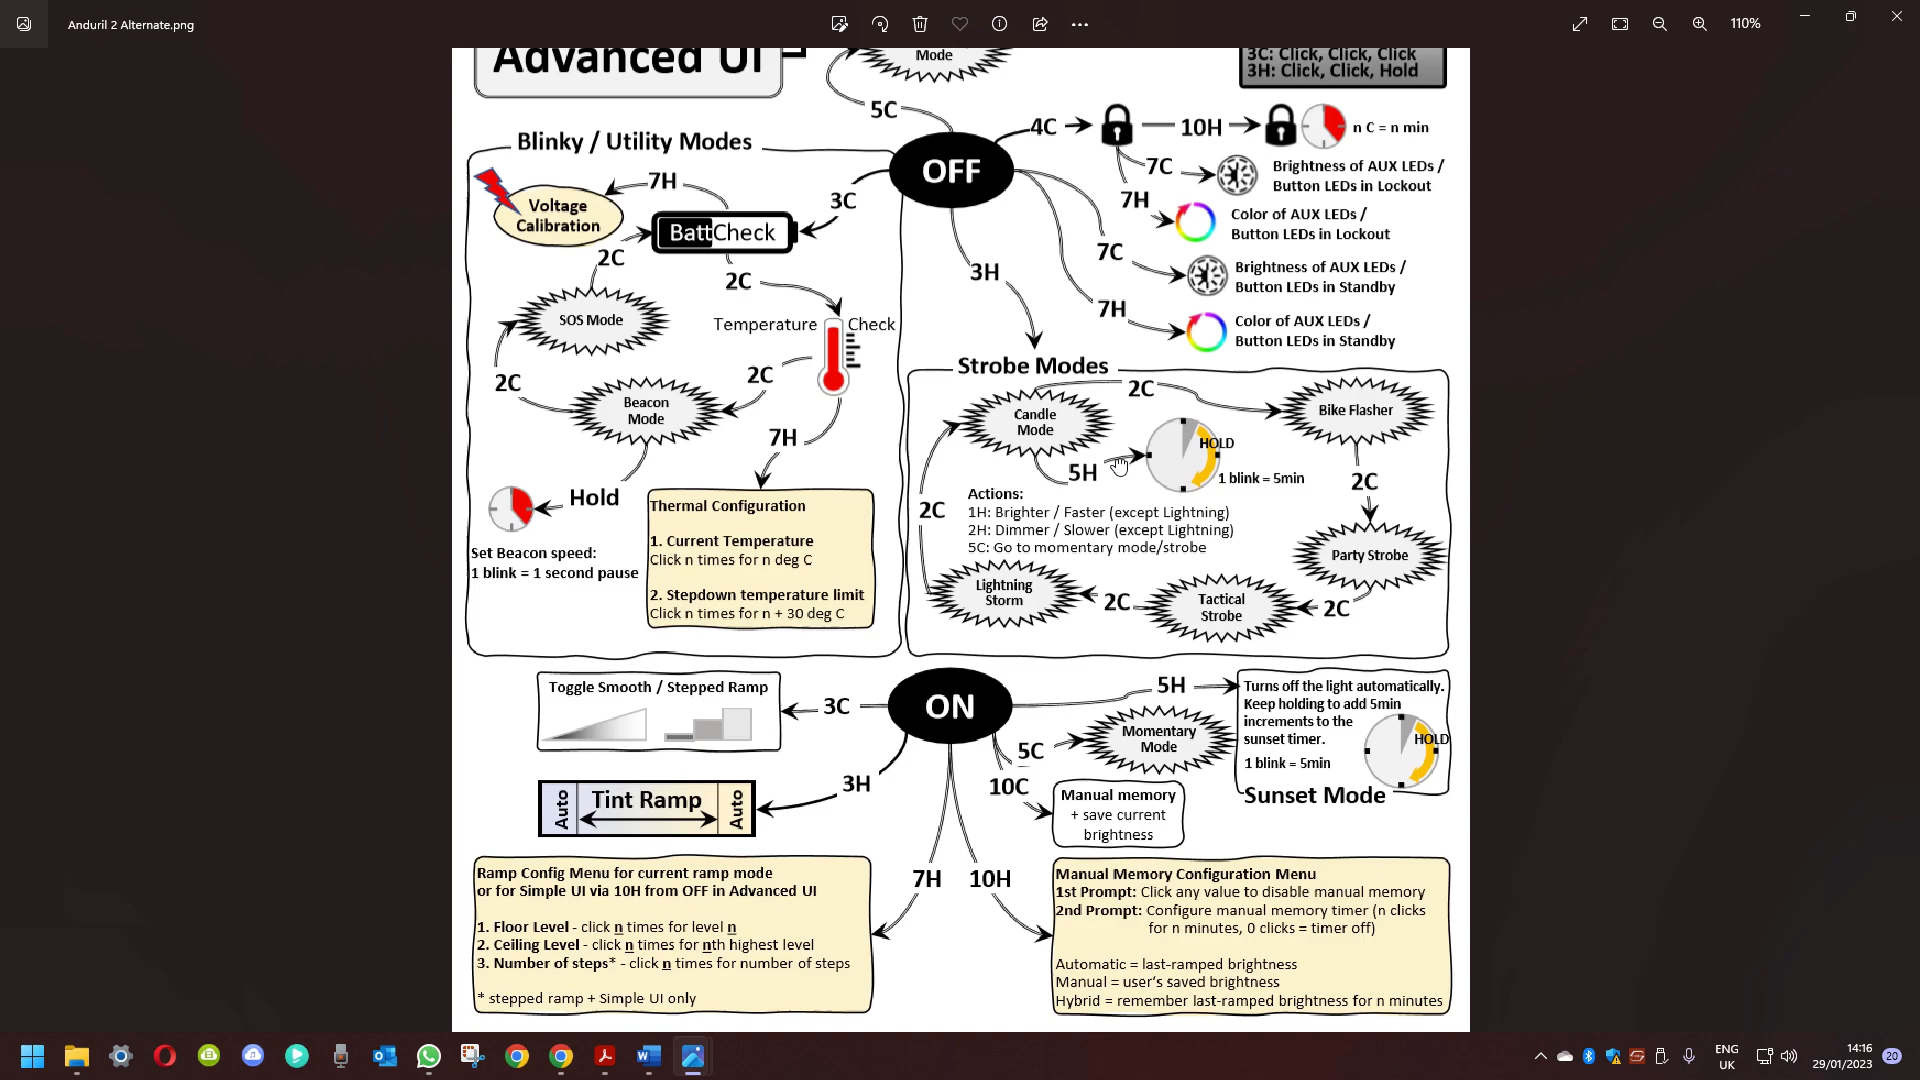 Anduril 2 Alternate.png
110%
Advanced UI
Mode
3C: Click, Click, Click
3H: Click, Click, Hold
5C
OFF
4C
10H
n C = n min
7C
Brightness of AUX LEDs /
Button LEDs in Lockout
7H
Color of AUX LEDs /
Button LEDs in Lockout
7C
Brightness of AUX LEDs /
Button LEDs in Standby
7H
Color of AUX LEDs /
Button LEDs in Standby
3C
3H
Blinky / Utility Modes
7H
Voltage
Calibration
BattCheck
2C
2C
SOS Mode
Temperature Check
2C
2C
Beacon
Mode
7H
Hold
Set Beacon speed:
1 blink = 1 second pause
Thermal Configuration
1. Current Temperature
Click n times for n deg C
2. Stepdown temperature limit
Click n times for n + 30 deg C
Strobe Modes
Candle
Mode
2C
Bike Flasher
5H
HOLD
1 blink = 5min
2C
2C
Actions:
1H: Brighter / Faster (except Lightning)
2H: Dimmer / Slower (except Lightning)
5C: Go to momentary mode/strobe
Party Strobe
Lightning
Storm
2C
Tactical
Strobe
2C
ON
Toggle Smooth / Stepped Ramp
3C
5H
Turns off the light automatically.
Keep holding to add 5min
increments to the
sunset timer.
1 blink = 5min
HOLD
Sunset Mode
5C
Momentary
Mode
10C
Manual memory
+ save current
brightness
3H
Auto
Tint Ramp
Auto
7H
10H
Ramp Config Menu for current ramp mode
or for Simple UI via 10H from OFF in Advanced UI
1. Floor Level - click n times for level n
2. Ceiling Level - click n times for nth highest level
3. Number of steps* - click n times for number of steps
* stepped ramp + Simple UI only
Manual Memory Configuration Menu
1st Prompt: Click any value to disable manual memory
2nd Prompt: Configure manual memory timer (n clicks
for n minutes, 0 clicks = timer off)
Automatic = last-ramped brightness
Manual = user's saved brightness
Hybrid = remember last-ramped brightness for n minutes
ENG
UK
14:16
29/01/2023
20